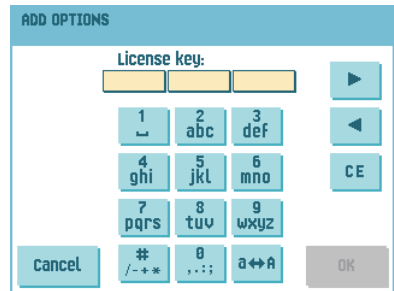 ADD OPTIONS
License key:
1 2 3
␣ abc def
4 5 6
ghi jkl mno
CE
7 8 9
pqrs tuv wxyz
# 0
/-+* ,.:; a↔A
Cancel
OK